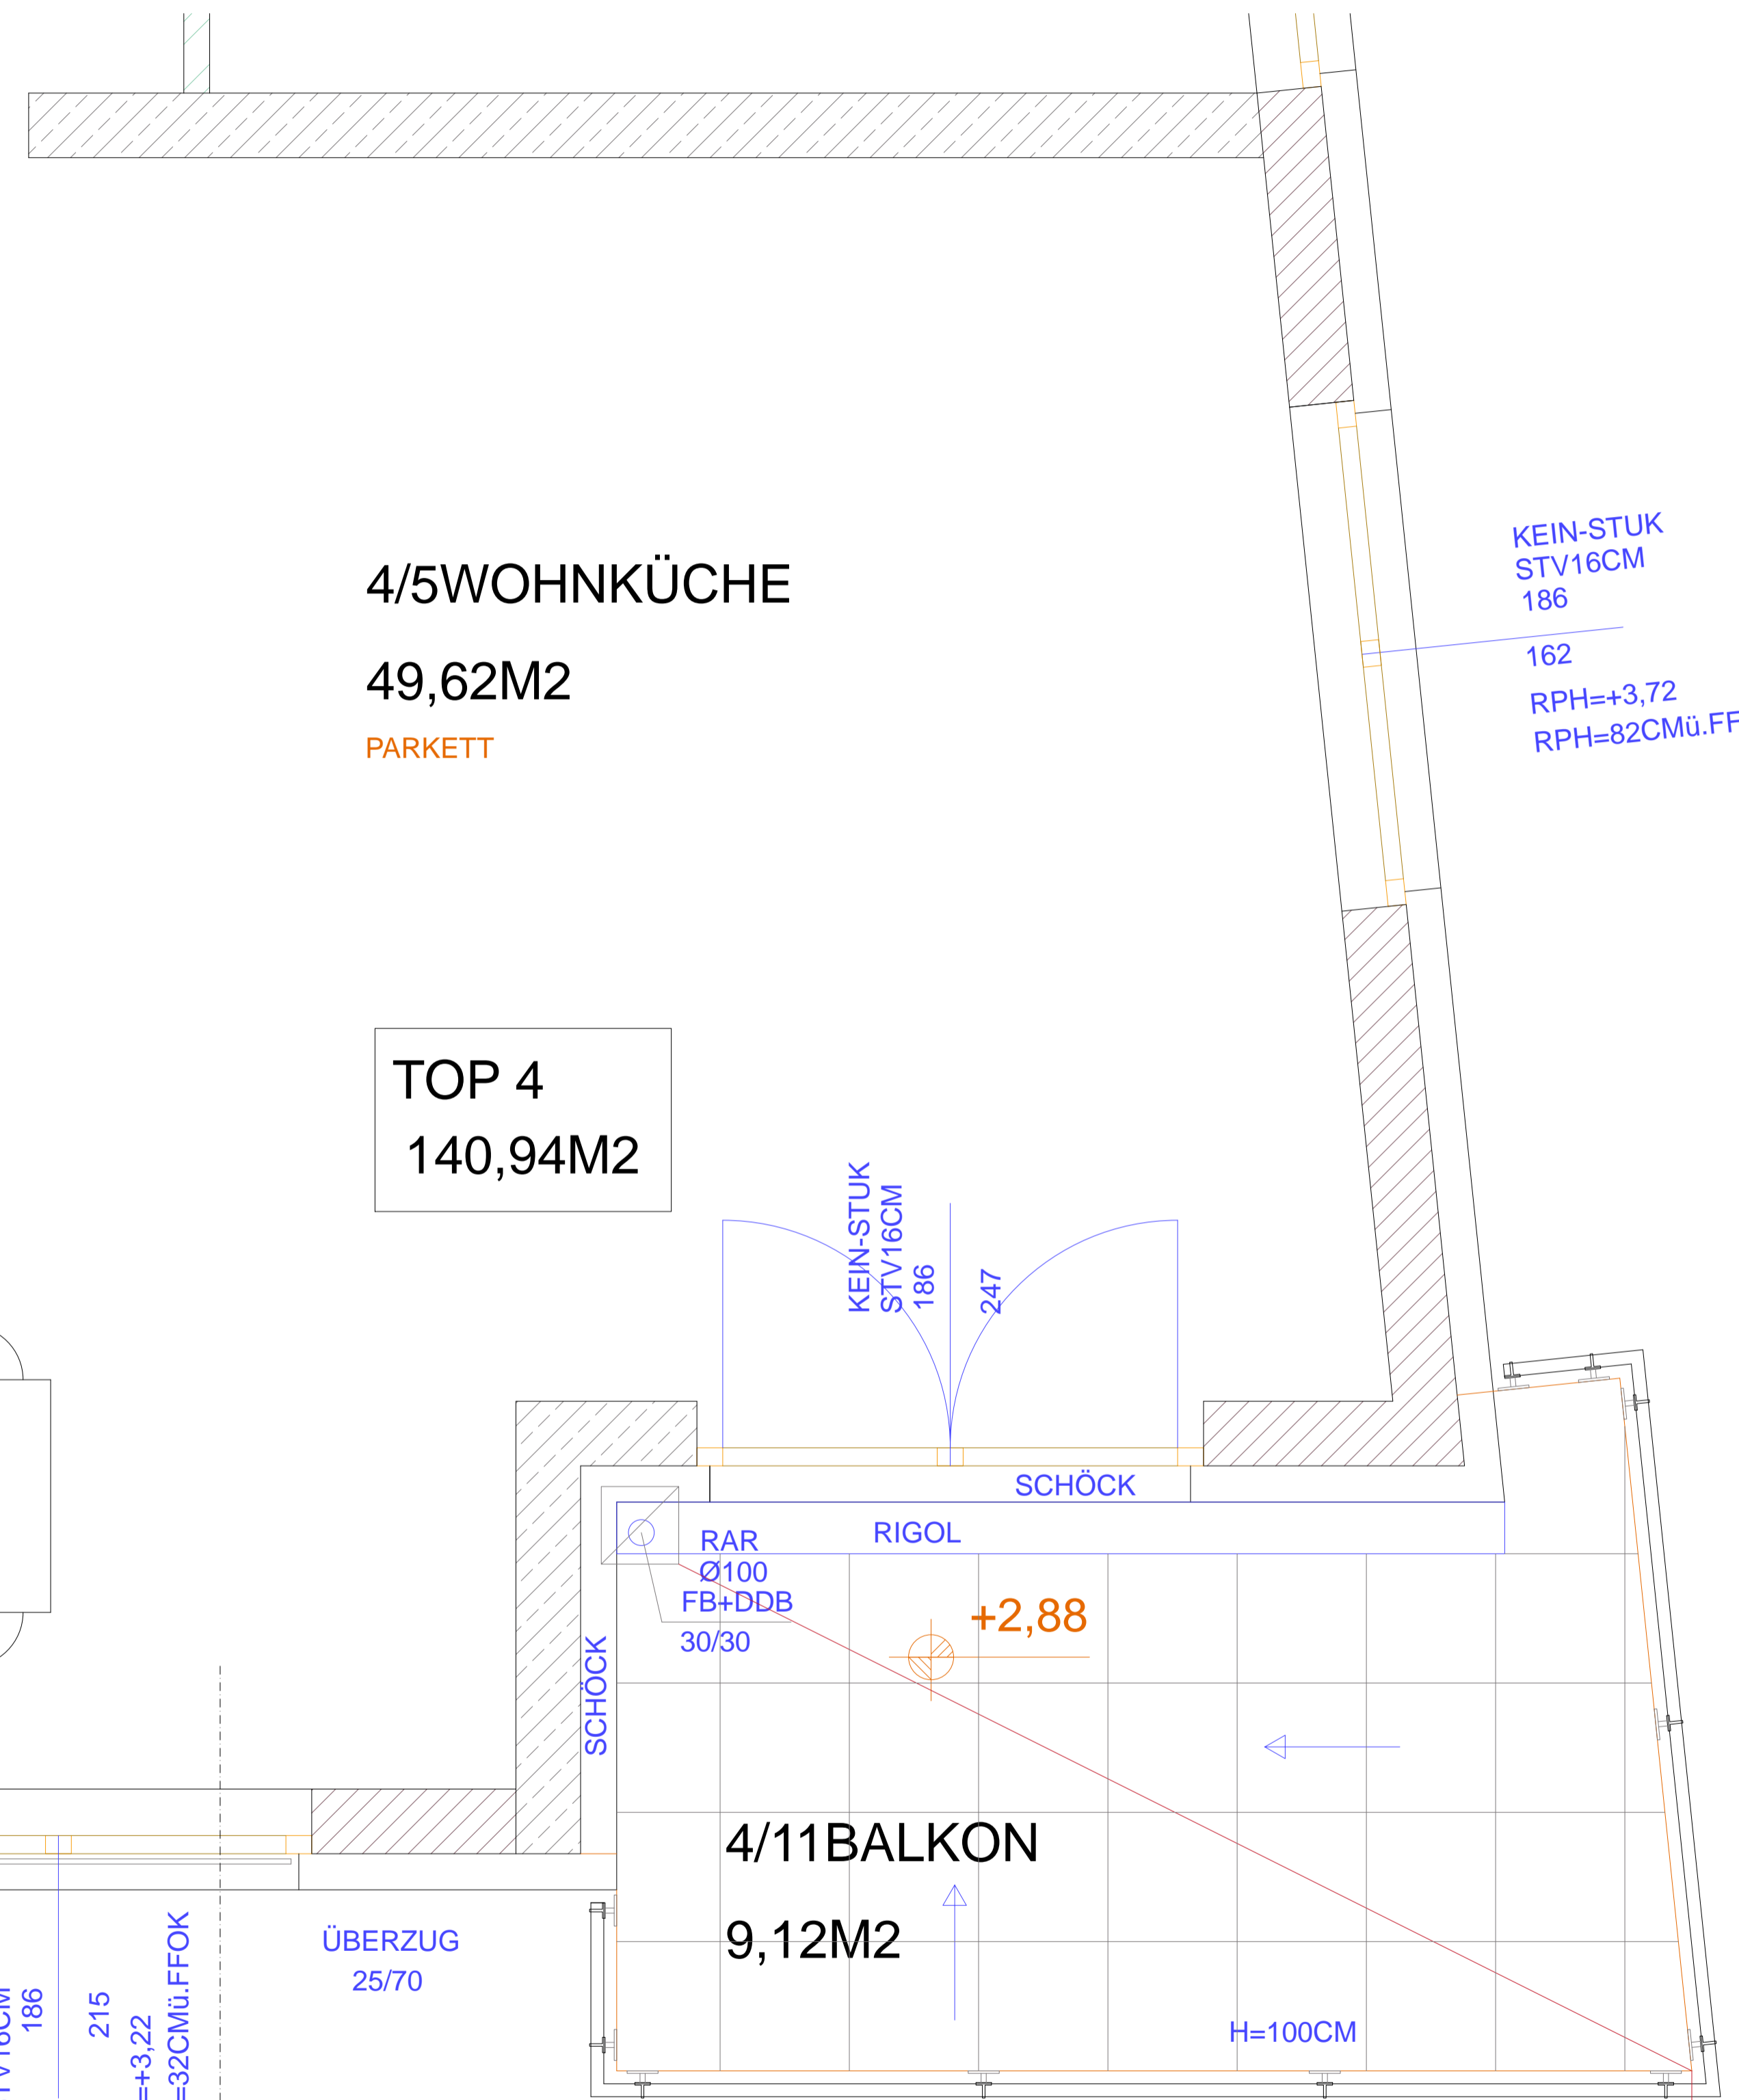 4/5WOHNKÜCHE
49,62M2
PARKETT
KEIN-STUK
STV16CM
186
162
RPH=+3,72
RPH=82CMü.FF
TOP 4
140,94M2
KEIN-STUK
STV16CM
186
247
SCHÖCK
RIGOL
RAR
Ø100
FB+DDB
30/30
+2,88
SCHÖCK
4/11BALKON
9,12M2
H=100CM
ÜBERZUG
25/70
186
215
=+3,22
=32CMü.FFOK